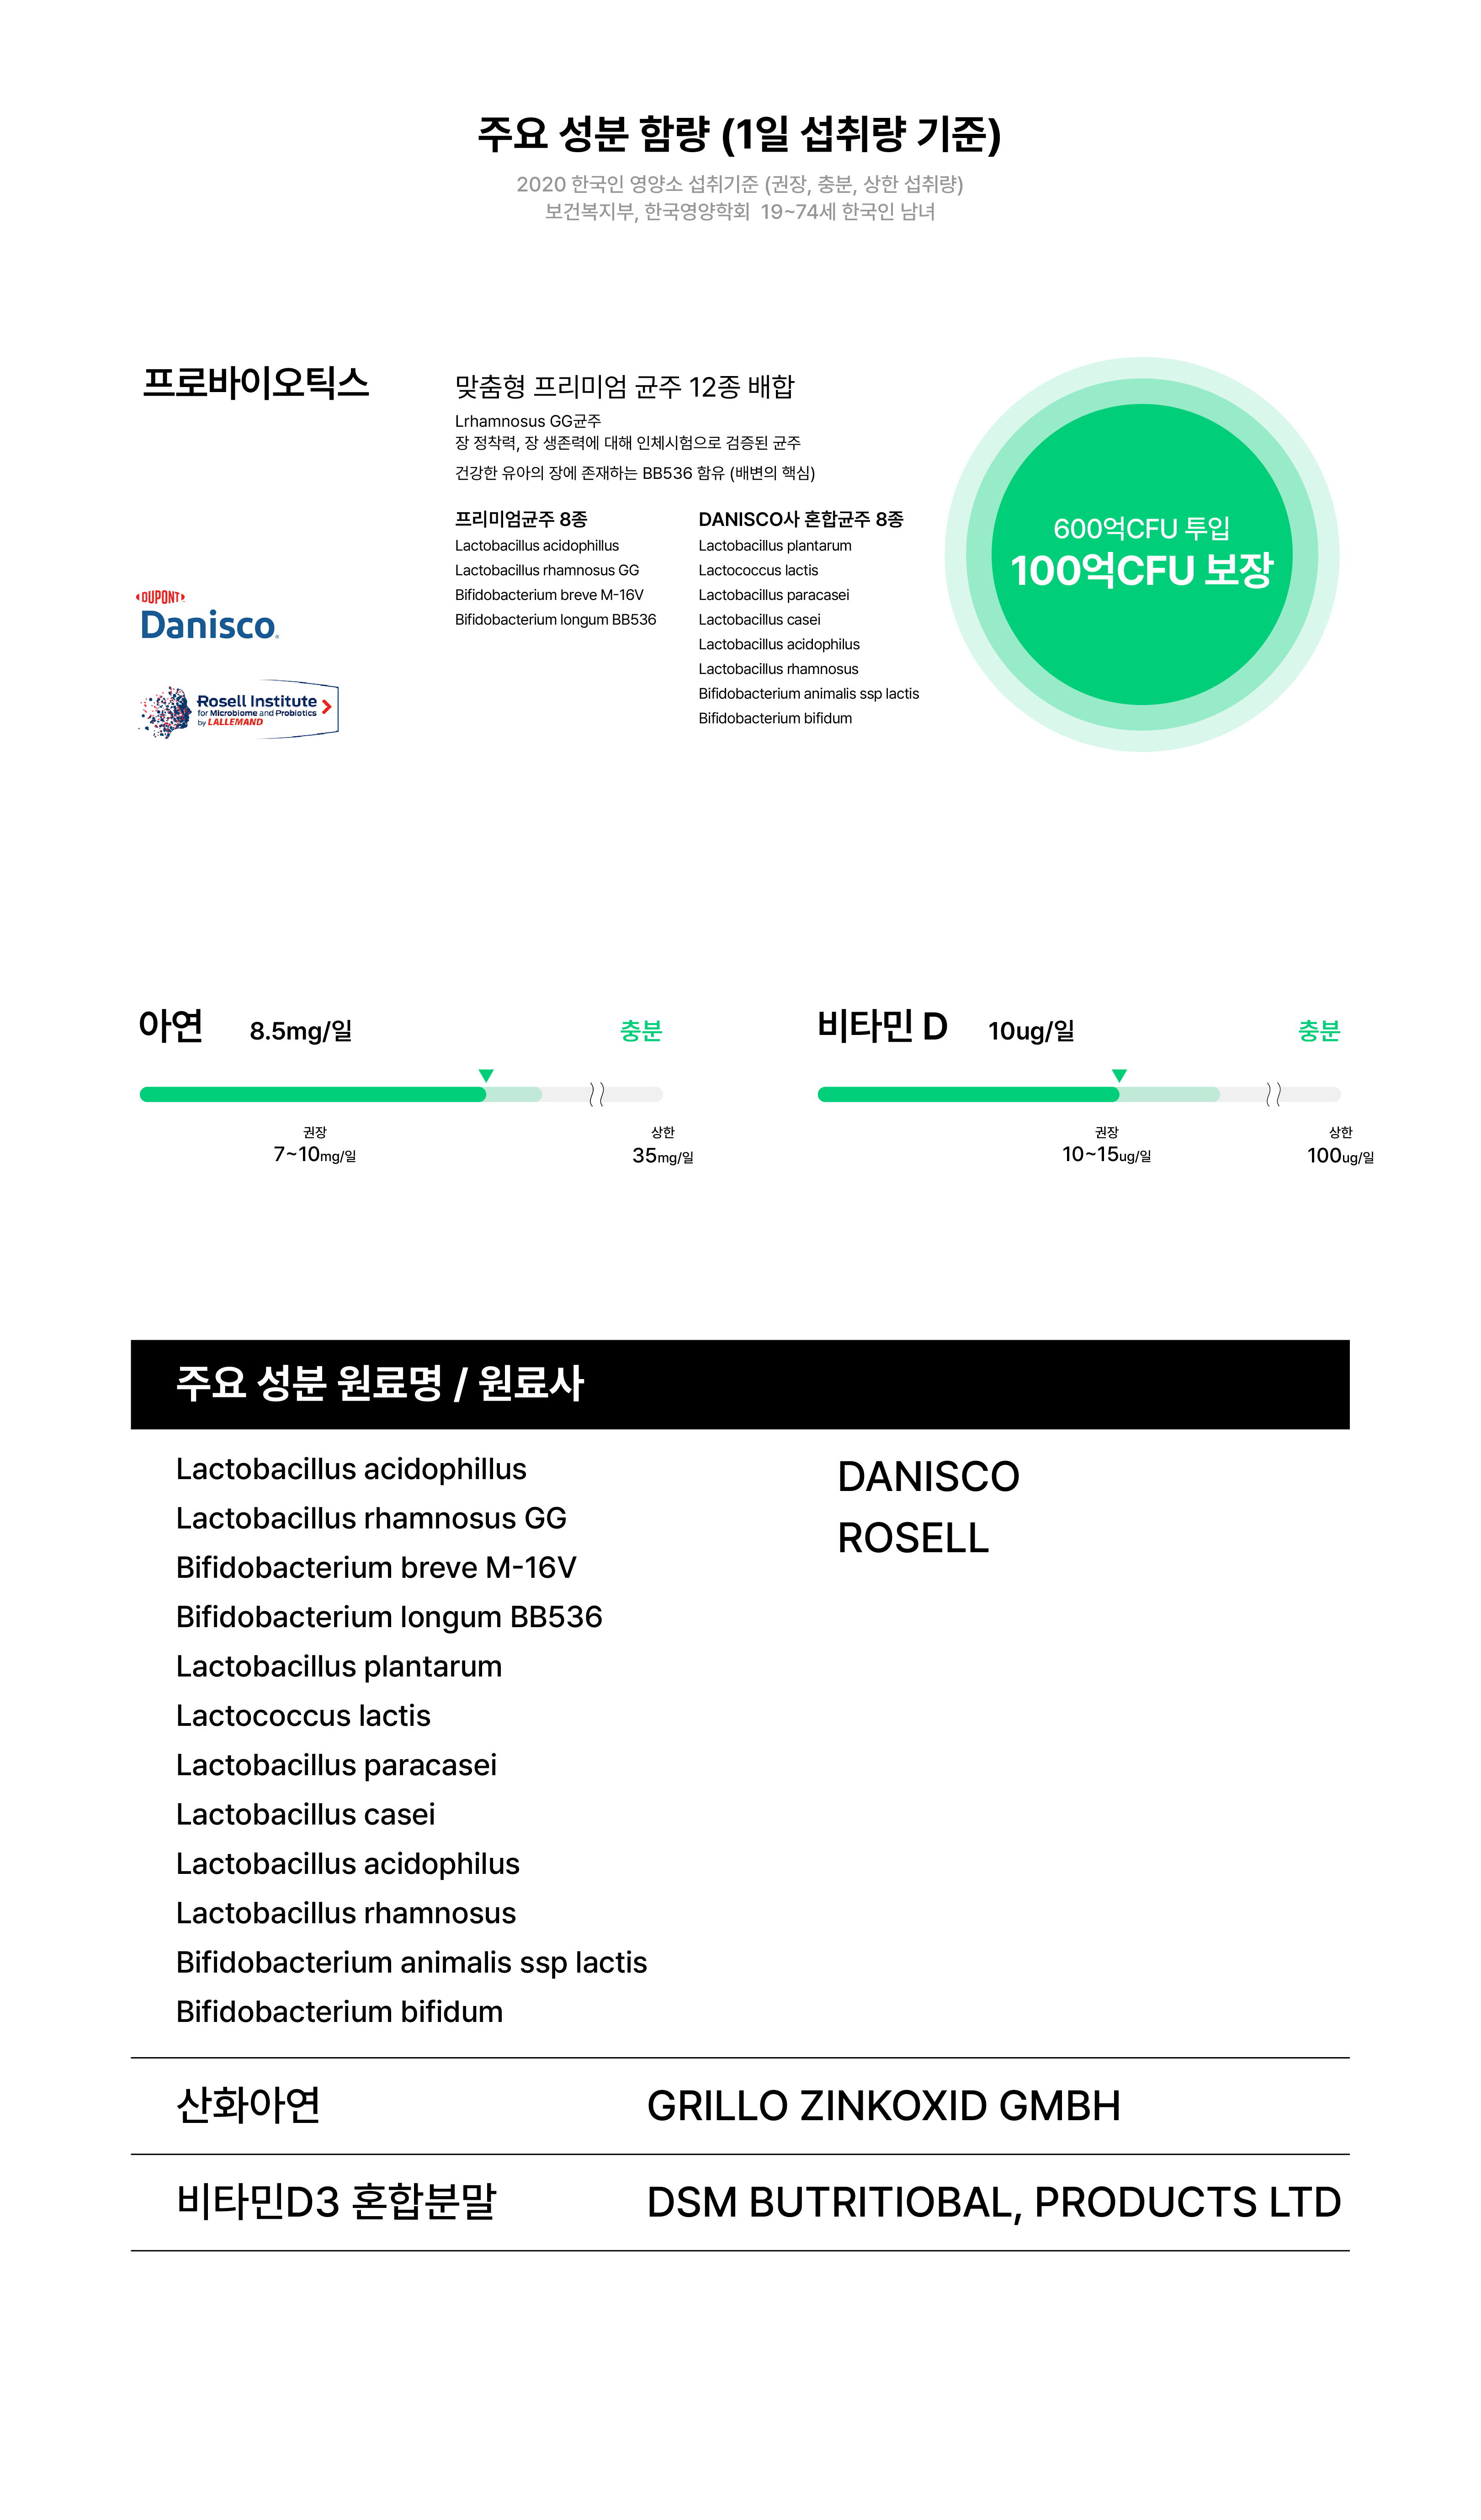 주요 성분 함량 (1일 섭취량 기준)
2020 한국인 영양소 섭취기준 (권장, 충분, 상한 섭취량)
보건복지부, 한국영양학회 19~74세 한국인 남녀
프로바이오틱스
맞춤형 프리미엄 균주 12종 배합
Lrhamnosus GG균주
장 정착력, 장 생존력에 대해 인체시험으로 검증된 균주
건강한 유아의 장에 존재하는 BB536 함유 (배변의 핵심)
프리미엄균주 8종
Lactobacillus acidophillus
Lactobacillus rhamnosus GG
Bifidobacterium breve M-16V
Bifidobacterium longum BB536
DANISCO사 혼합균주 8종
Lactobacillus plantarum
Lactococcus lactis
Lactobacillus paracasei
Lactobacillus casei
Lactobacillus acidophilus
Lactobacillus rhamnosus
Bifidobacterium animalis ssp lactis
Bifidobacterium bifidum
600억CFU 투입
100억CFU 보장
DUPONT
Danisco
Rosell Institute
for Microbiome and Probiotics
by LALLEMAND
아연 8.5mg/일 충분
권장
7~10mg/일
상한
35mg/일
비타민 D 10ug/일 충분
권장
10~15ug/일
상한
100ug/일
주요 성분 원료명 / 원료사
Lactobacillus acidophillus
Lactobacillus rhamnosus GG
Bifidobacterium breve M-16V
Bifidobacterium longum BB536
Lactobacillus plantarum
Lactococcus lactis
Lactobacillus paracasei
Lactobacillus casei
Lactobacillus acidophilus
Lactobacillus rhamnosus
Bifidobacterium animalis ssp lactis
Bifidobacterium bifidum
DANISCO
ROSELL
산화아연 GRILLO ZINKOXID GMBH
비타민D3 혼합분말 DSM BUTRITIOBAL, PRODUCTS LTD